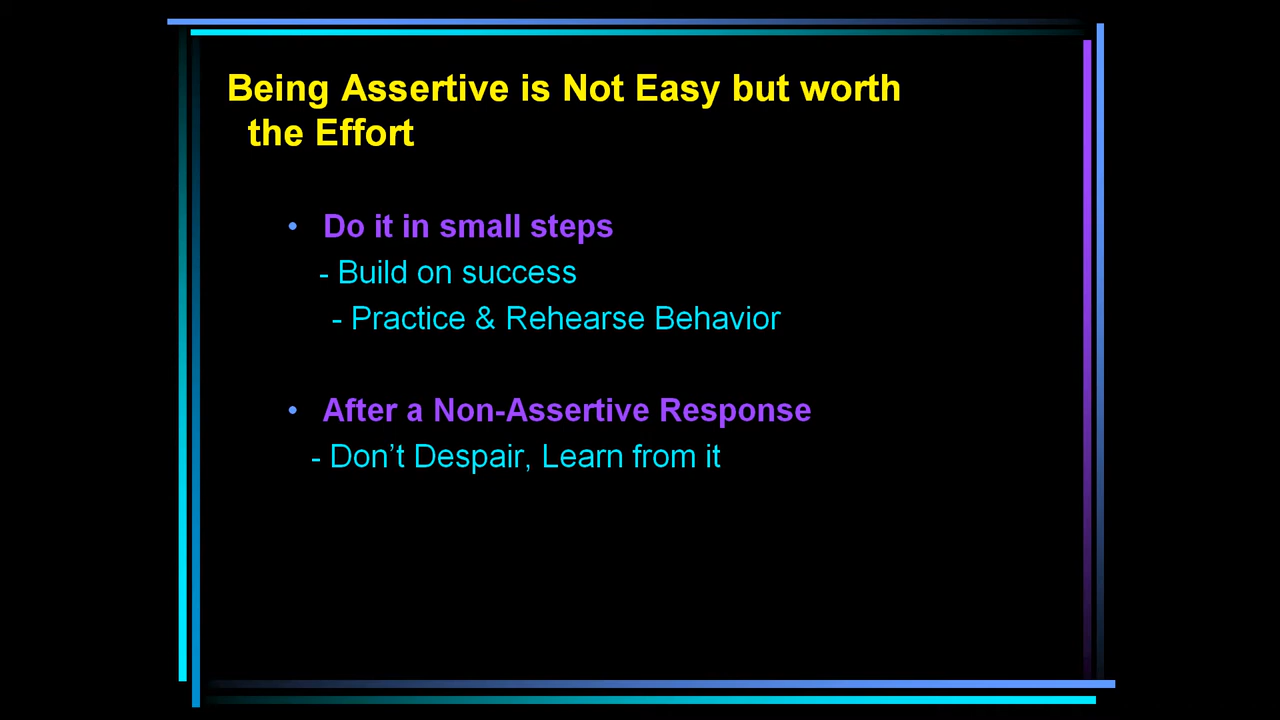 Being Assertive is Not Easy but worth
the Effort
• Do it in small steps
- Build on success
- Practice & Rehearse Behavior
• After a Non-Assertive Response
- Don’t Despair, Learn from it